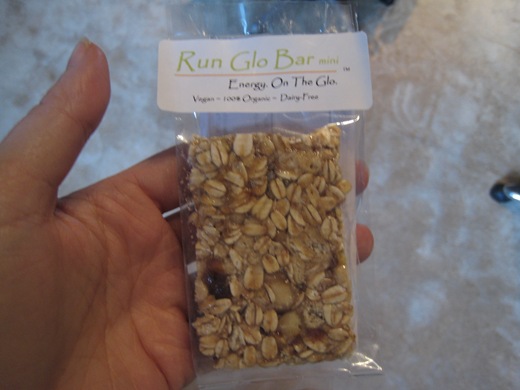 Run Glo Bar mini
Energy. On The Glo. ™
Vegan ~ 100% Organic ~ Dairy-Free